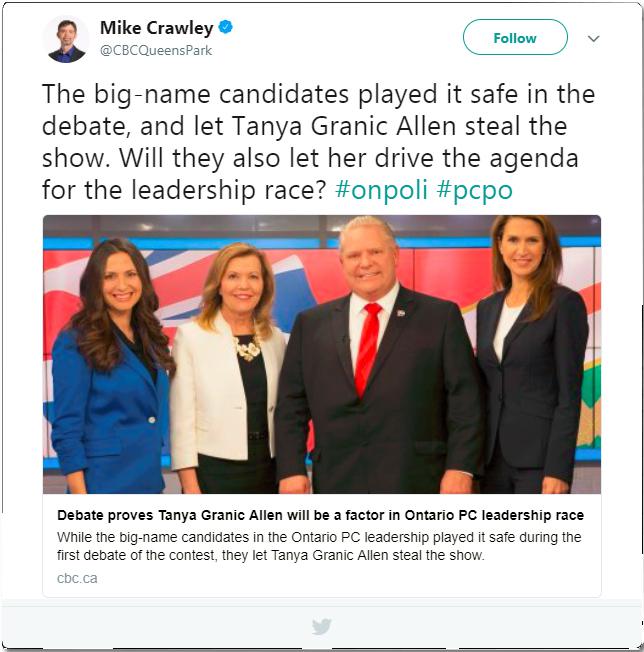 Mike Crawley
@CBCQueensPark
Follow
The big-name candidates played it safe in the
debate, and let Tanya Granic Allen steal the
show. Will they also let her drive the agenda
for the leadership race? #onpoli #pcpo
Debate proves Tanya Granic Allen will be a factor in Ontario PC leadership race
While the big-name candidates in the Ontario PC leadership played it safe during the
first debate of the contest, they let Tanya Granic Allen steal the show.
cbc.ca